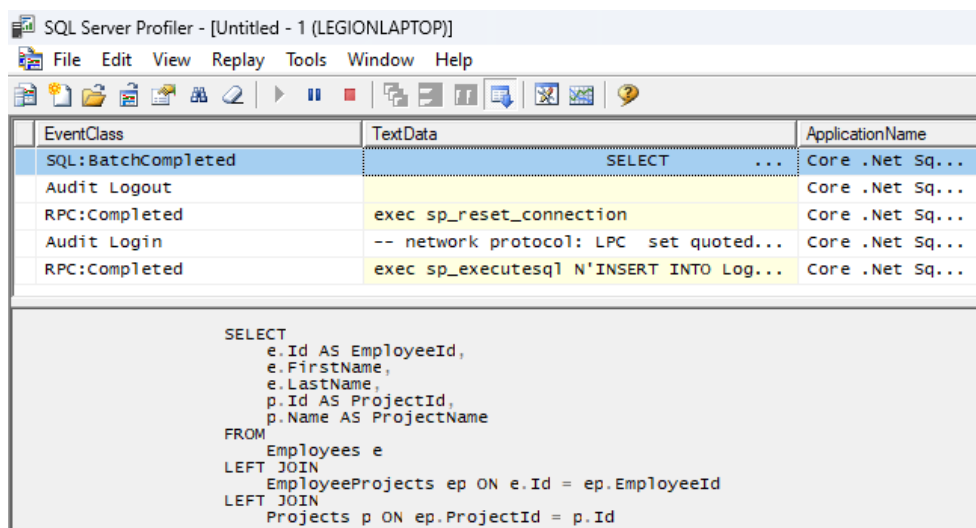 SQL Server Profiler - [Untitled - 1 (LEGIONLAPTOP)]
File Edit View Replay Tools Window Help
EventClass TextData ApplicationName
SQL:BatchCompleted SELECT ... Core .Net Sq...
Audit Logout Core .Net Sq...
RPC:Completed exec sp_reset_connection Core .Net Sq...
Audit Login -- network protocol: LPC set quoted... Core .Net Sq...
RPC:Completed exec sp_executesql N'INSERT INTO Log... Core .Net Sq...
SELECT
e.Id AS EmployeeId,
e.FirstName,
e.LastName,
p.Id AS ProjectId,
p.Name AS ProjectName
FROM
Employees e
LEFT JOIN
EmployeeProjects ep ON e.Id = ep.EmployeeId
LEFT JOIN
Projects p ON ep.ProjectId = p.Id